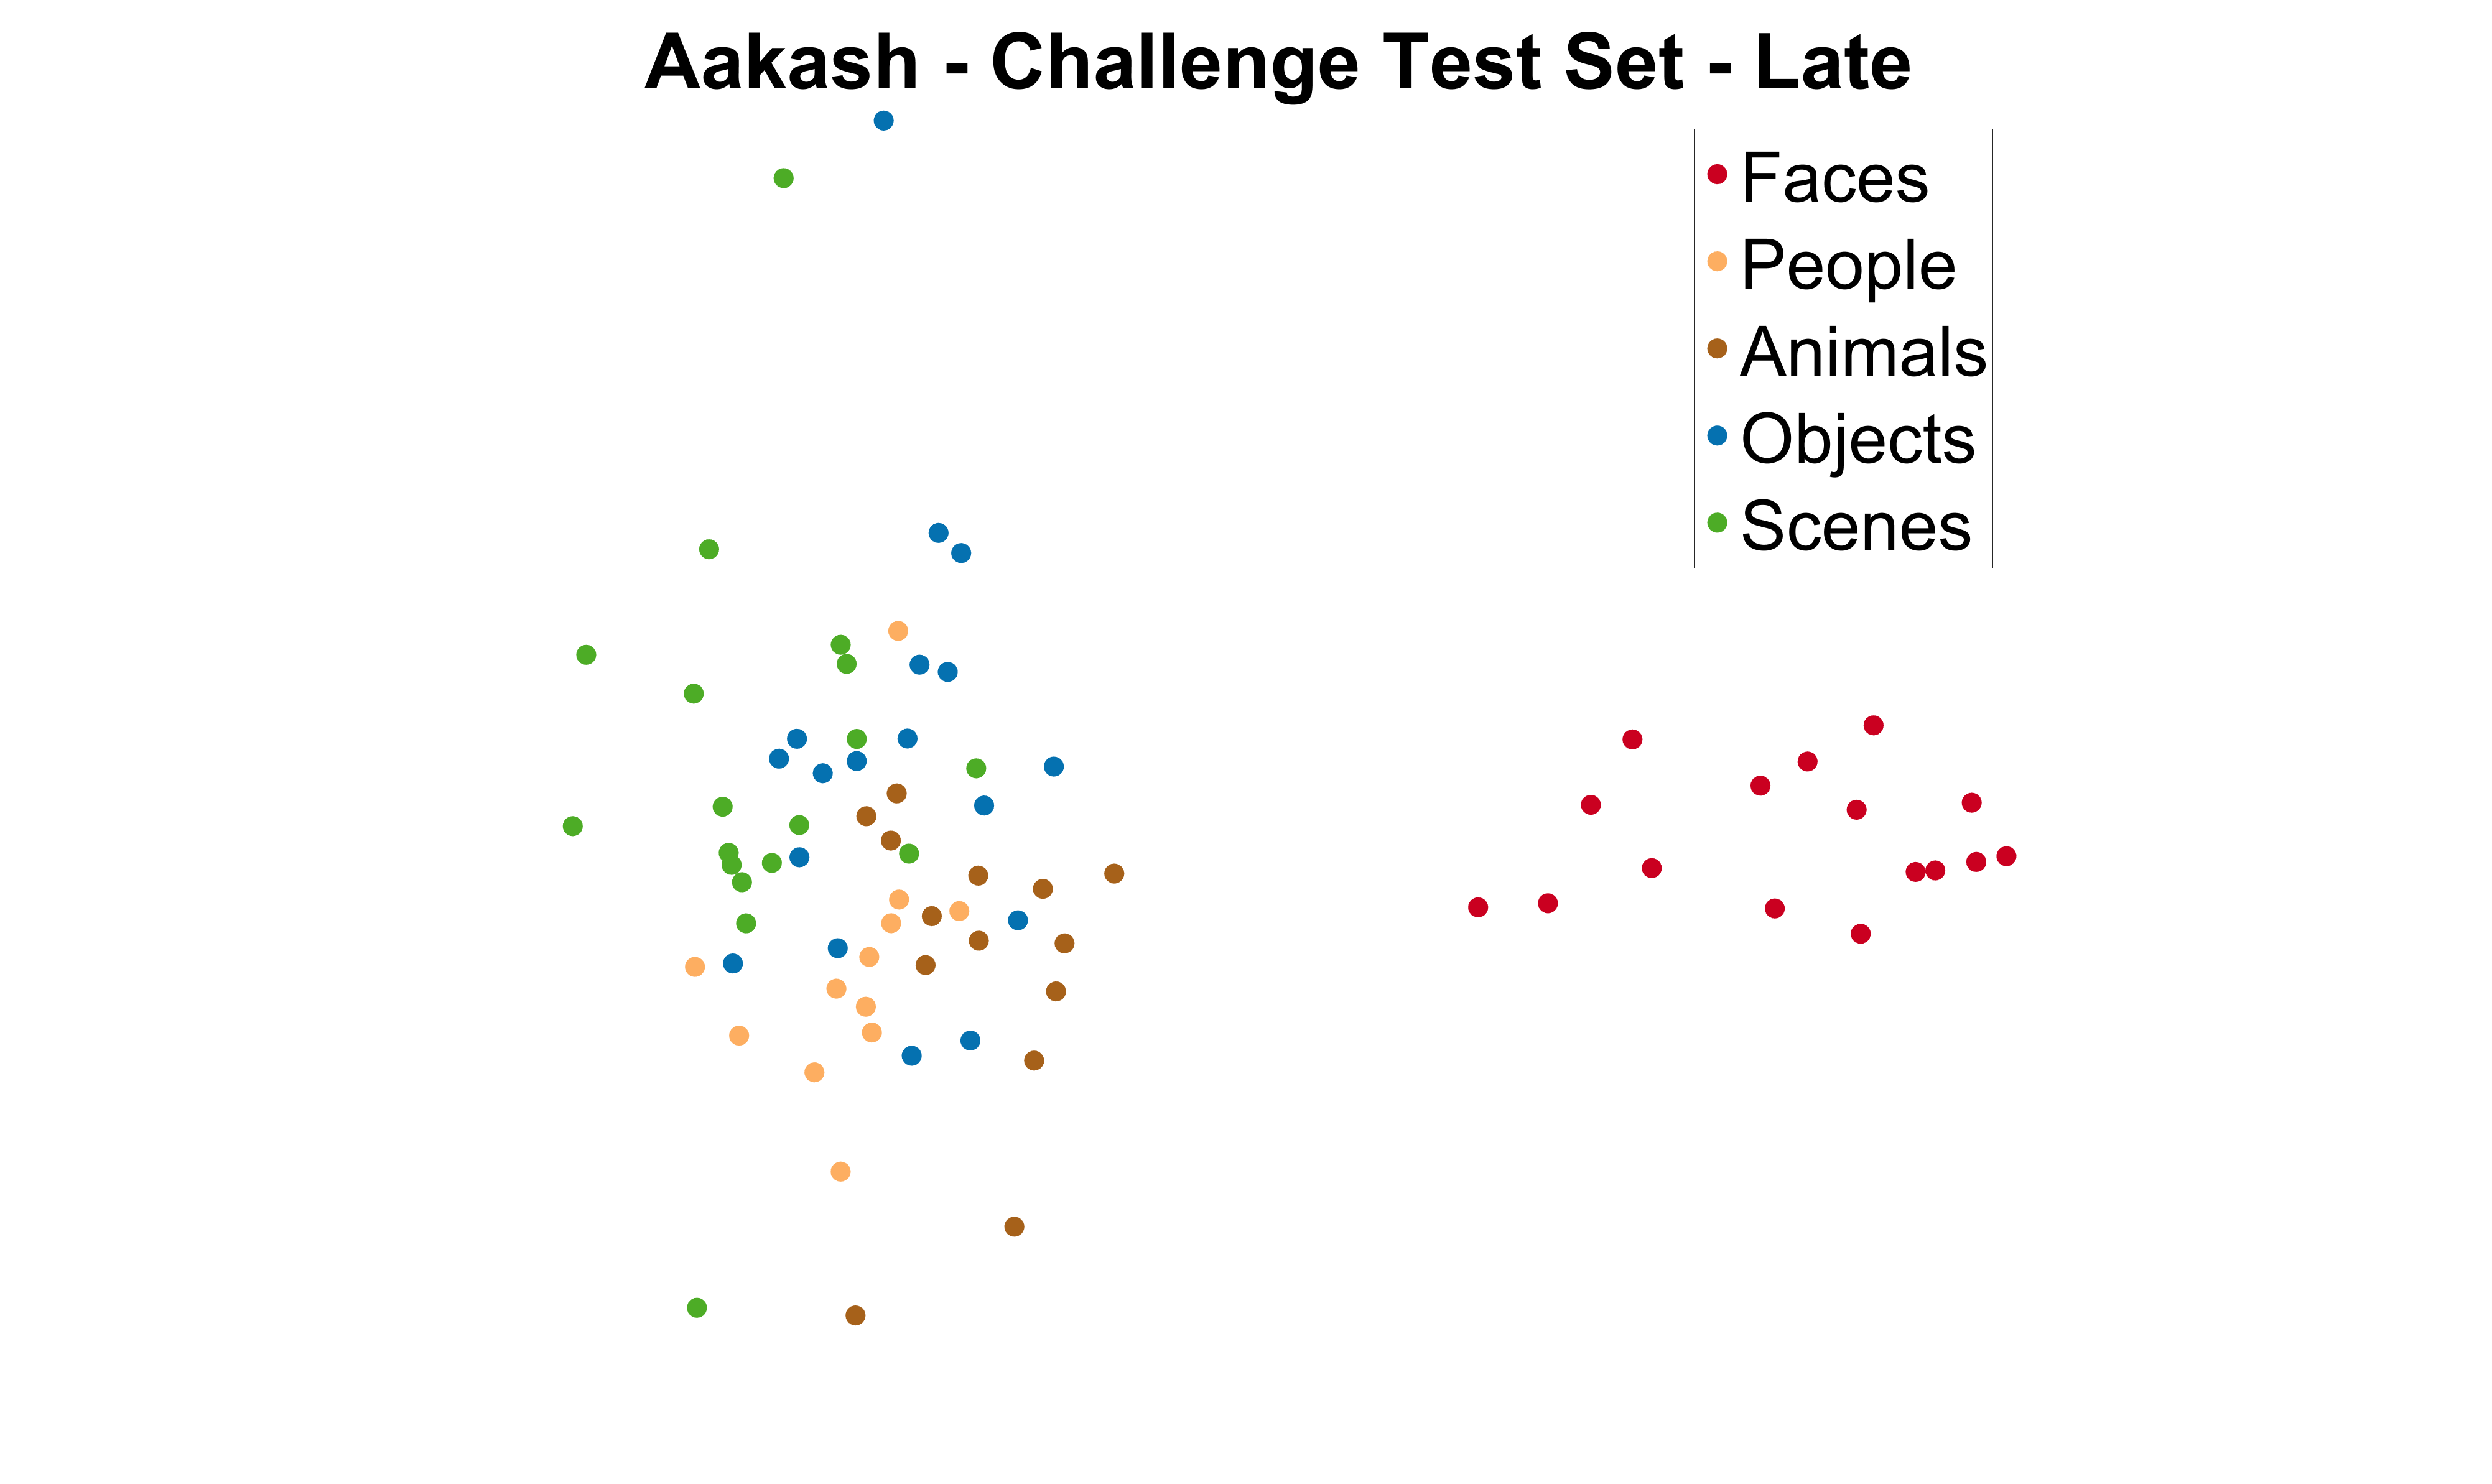 Aakash - Challenge Test Set - Late
Faces
People
Animals
Objects
Scenes